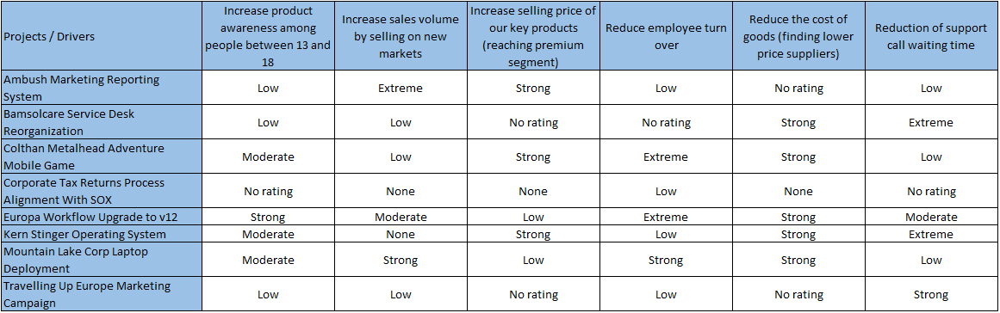 Projects / Drivers
Increase product
awareness among
people between 13 and
18
Increase sales volume
by selling on new
markets
Increase selling price of
our key products
(reaching premium
segment)
Reduce employee turn
over
Reduce the cost of
goods (finding lower
price suppliers)
Reduction of support
call waiting time
Ambush Marketing Reporting
System
Low
Extreme
Strong
Low
No rating
Low
Bamsolcare Service Desk
Reorganization
Low
Low
No rating
No rating
Strong
Extreme
Colthan Metalhead Adventure
Mobile Game
Moderate
Low
Strong
Extreme
Strong
Low
Corporate Tax Returns Process
Alignment With SOX
No rating
None
None
Low
None
No rating
Europa Workflow Upgrade to v12
Strong
Moderate
Low
Extreme
Strong
Moderate
Kern Stinger Operating System
Moderate
None
Strong
Low
Strong
Extreme
Mountain Lake Corp Laptop
Deployment
Moderate
Strong
Low
Strong
Strong
Low
Travelling Up Europe Marketing
Campaign
Low
Low
No rating
Low
No rating
Strong